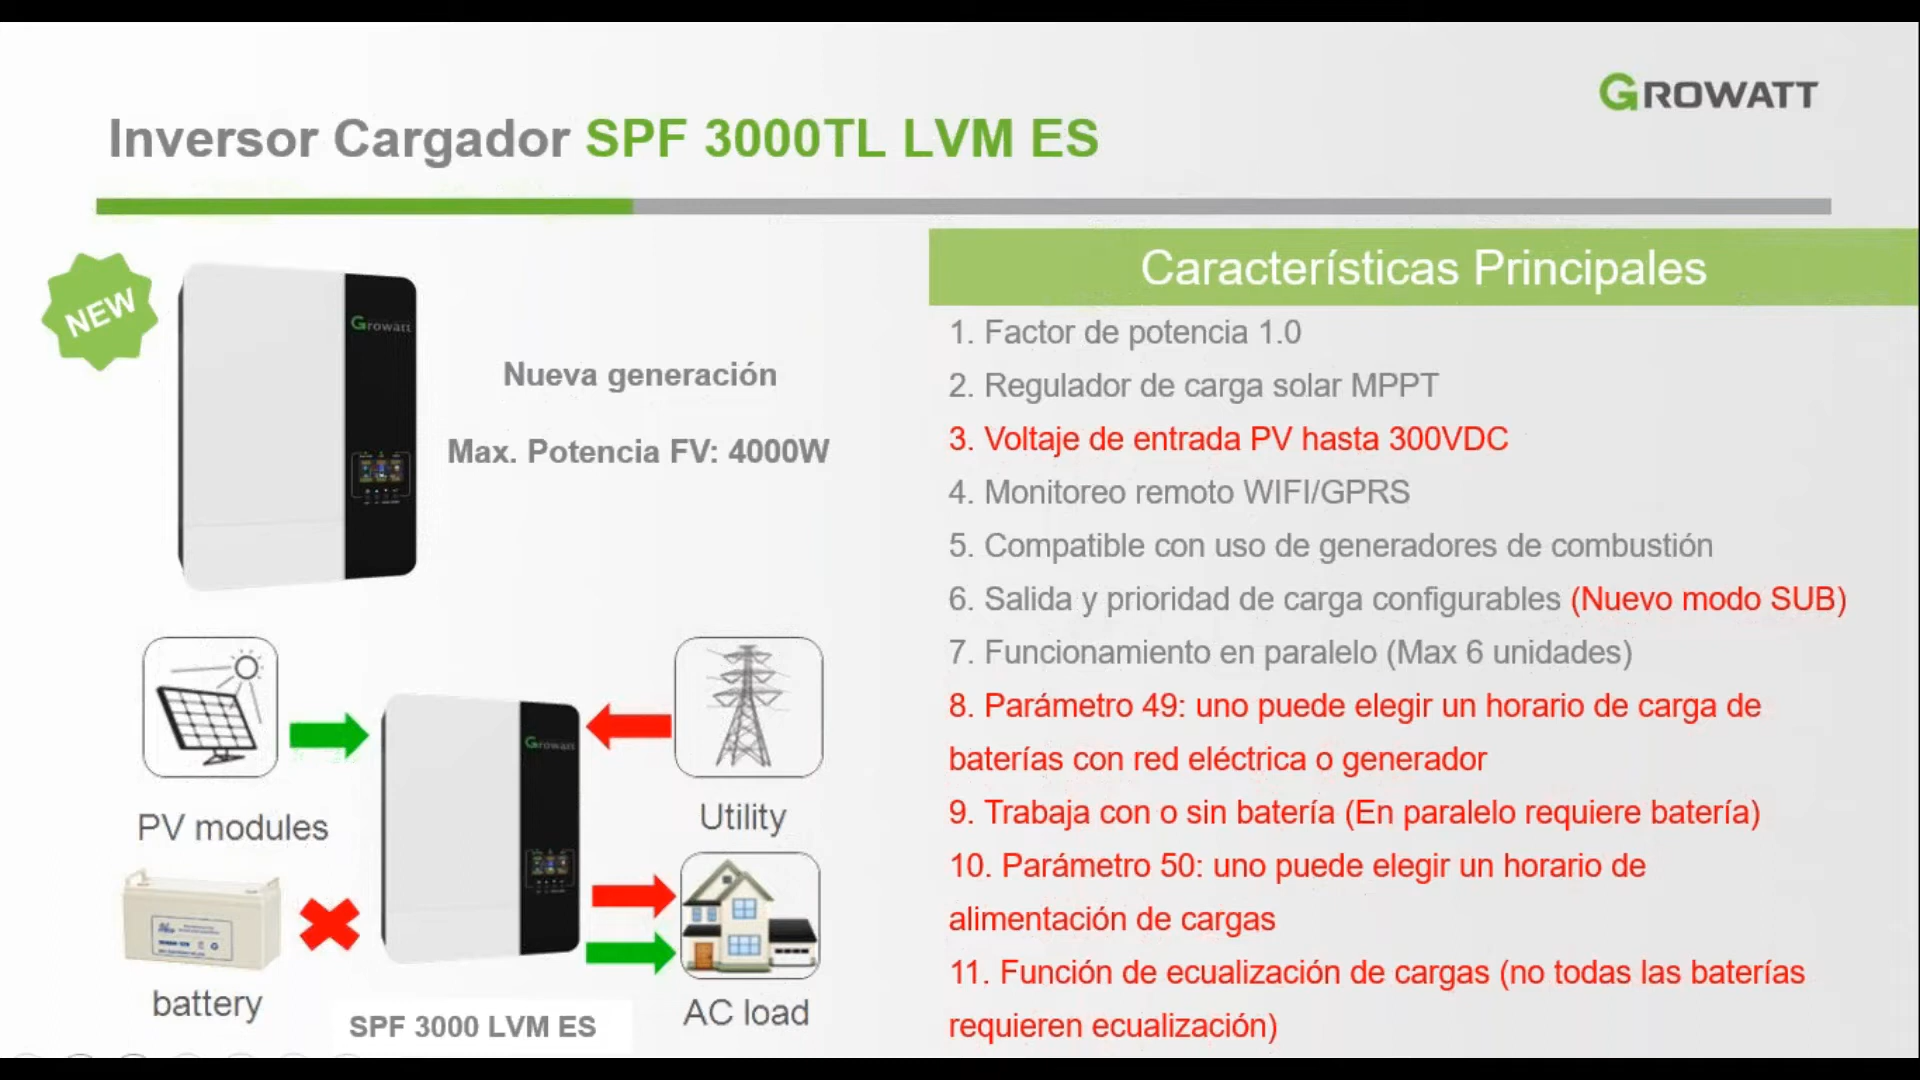 GROWATT
Inversor Cargador SPF 3000TL LVM ES
NEW
Growatt
Nueva generación
Max. Potencia FV: 4000W
Características Principales
1. Factor de potencia 1.0
2. Regulador de carga solar MPPT
3. Voltaje de entrada PV hasta 300VDC
4. Monitoreo remoto WIFI/GPRS
5. Compatible con uso de generadores de combustión
6. Salida y prioridad de carga configurables (Nuevo modo SUB)
7. Funcionamiento en paralelo (Max 6 unidades)
8. Parámetro 49: uno puede elegir un horario de carga de
baterías con red eléctrica o generador
9. Trabaja con o sin batería (En paralelo requiere batería)
10. Parámetro 50: uno puede elegir un horario de
alimentación de cargas
11. Función de ecualización de cargas (no todas las baterías
requieren ecualización)
PV modules
Growatt
Utility
battery
SPF 3000 LVM ES
AC load